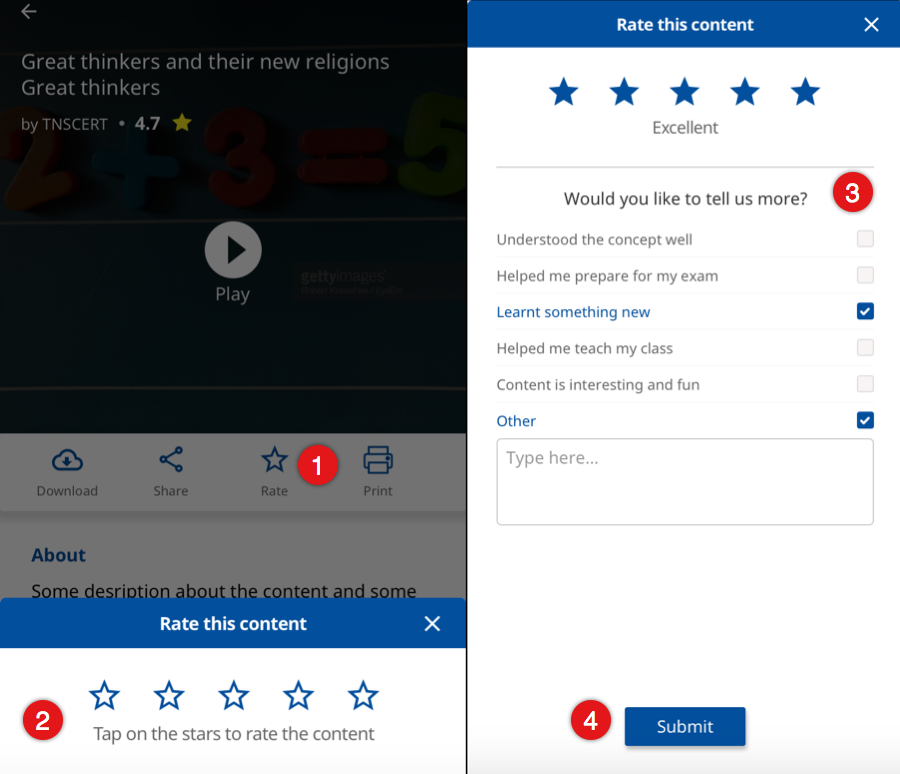 Great thinkers and their new religions
Great thinkers
by TNSCERT • 4.7
2 + 3 = 5
gettyimages
Play
1
Download
Share
Rate
Print
About
Some desription about the content and some
Rate this content
2
Tap on the stars to rate the content
Rate this content
Excellent
Would you like to tell us more?
3
Understood the concept well
Helped me prepare for my exam
Learnt something new
Helped me teach my class
Content is interesting and fun
Other
Type here...
4
Submit